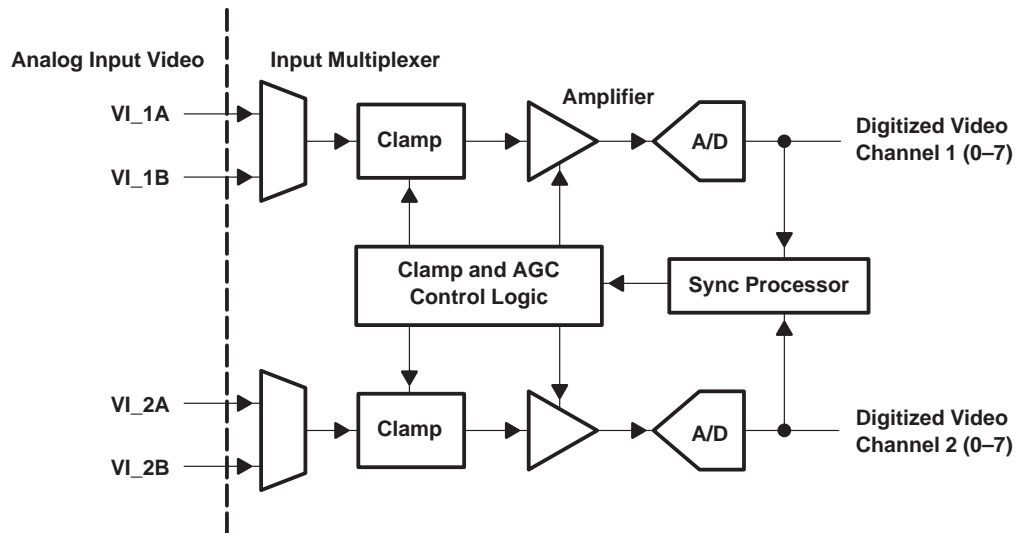 Analog Input Video
Input Multiplexer
VI_1A
VI_1B
Clamp
Amplifier
A/D
Digitized Video
Channel 1 (0–7)
Clamp and AGC
Control Logic
Sync Processor
VI_2A
VI_2B
Clamp
A/D
Digitized Video
Channel 2 (0–7)